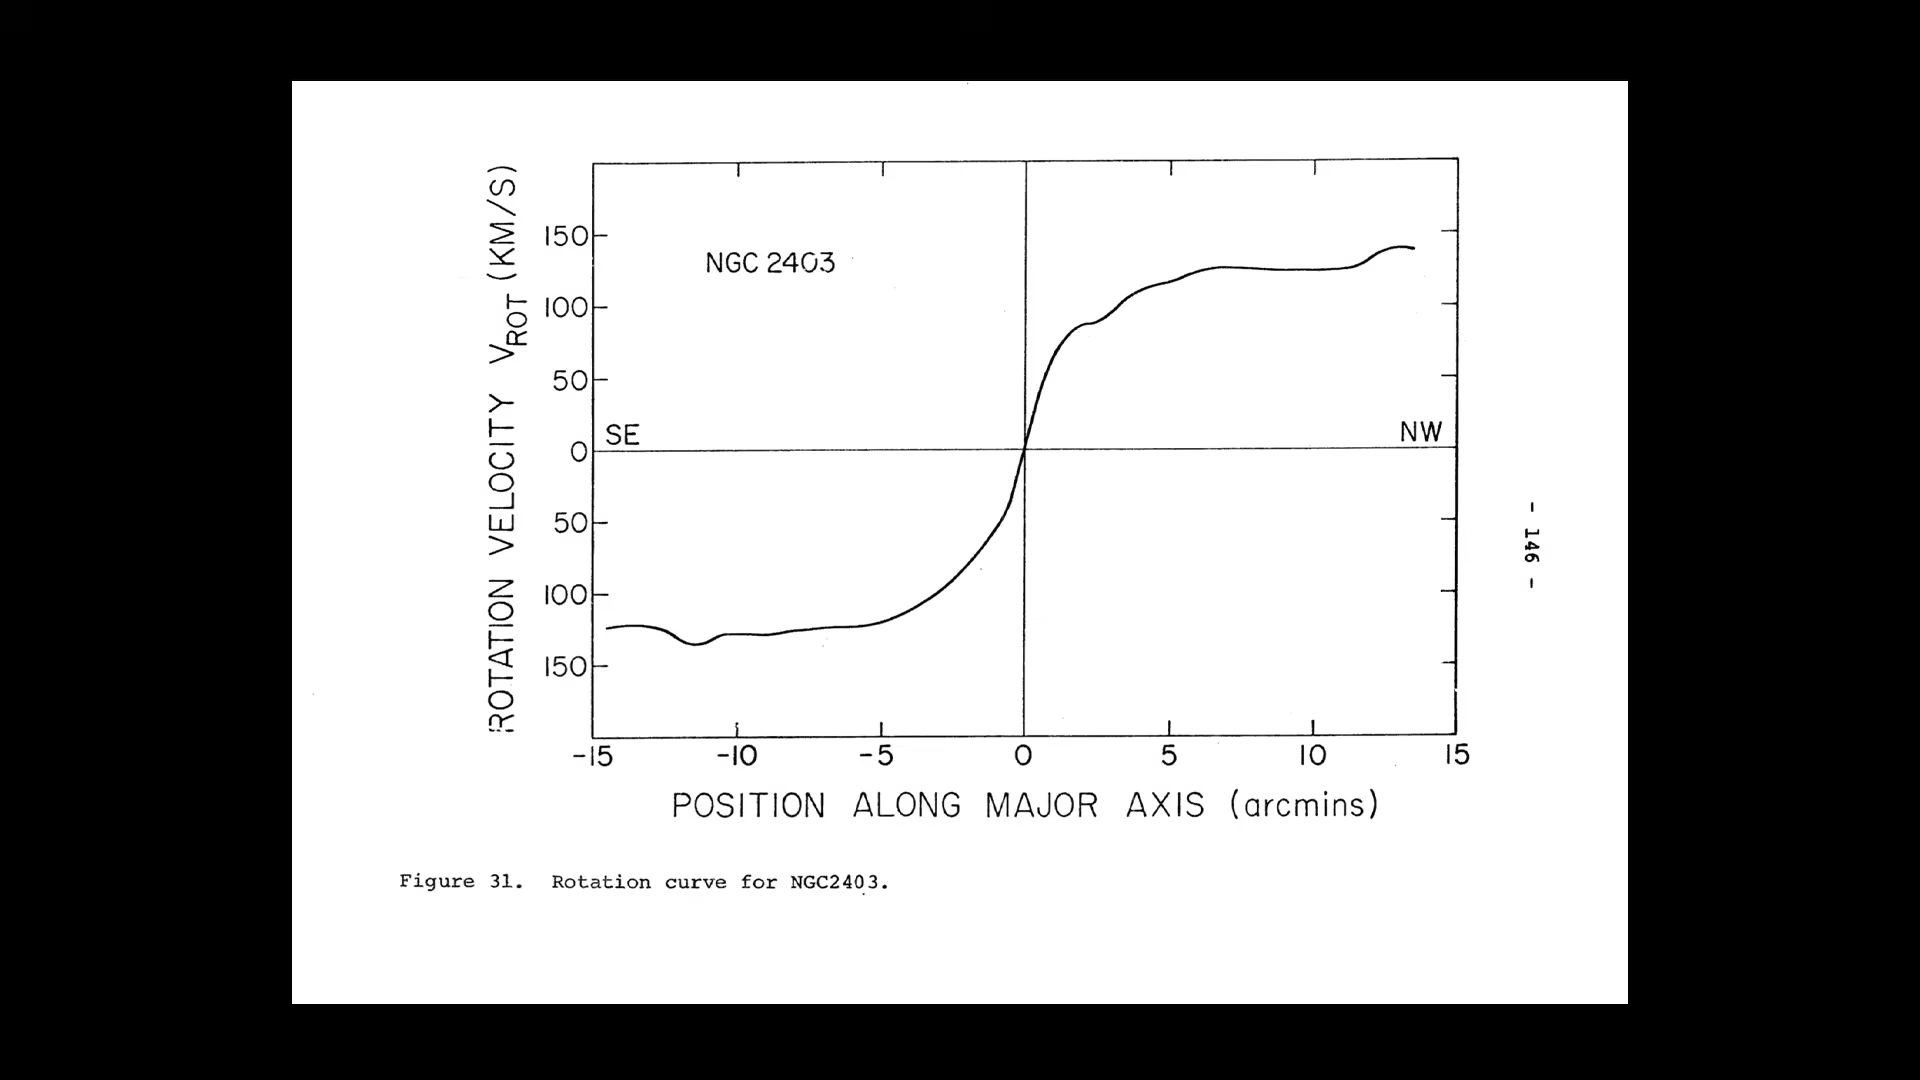 ROTATION VELOCITY VROT (KM/S)
150
100
50
0
50
100
150
NGC 2403
SE
NW
-15
-10
-5
0
5
10
15
POSITION ALONG MAJOR AXIS (arcmins)
- 146 -
Figure 31. Rotation curve for NGC2403.